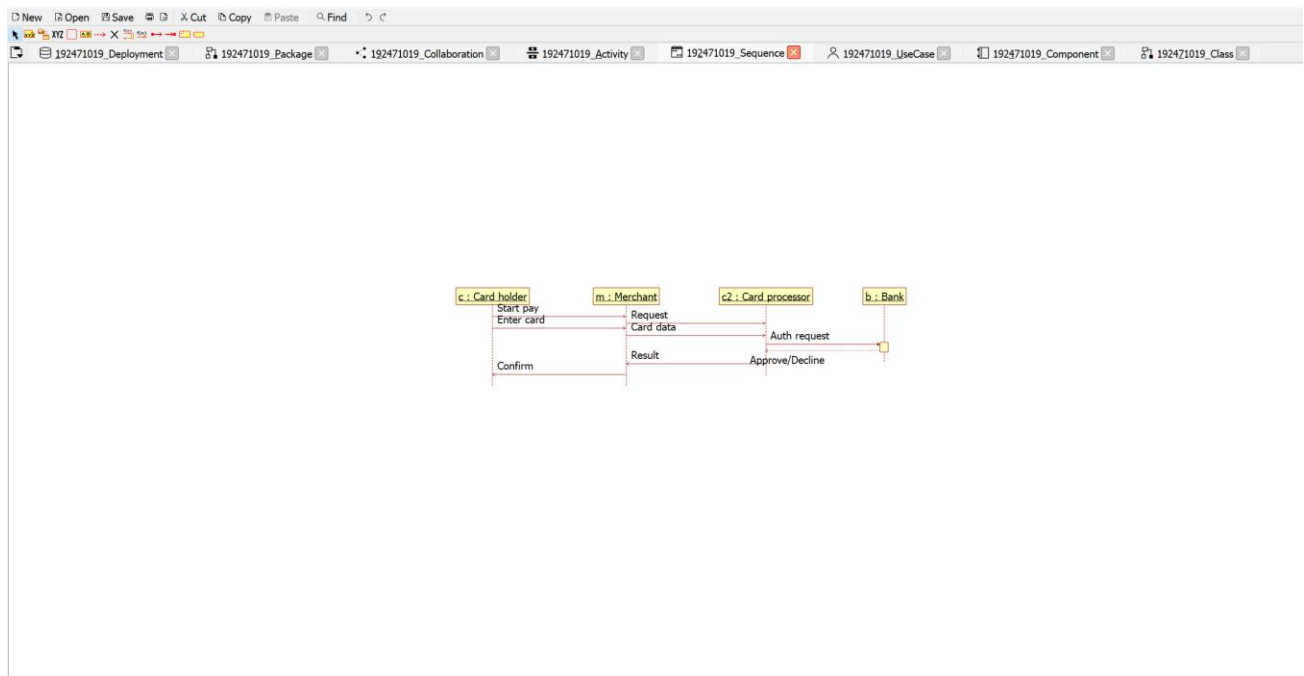 New Open Save Cut Copy Paste Find
XYZ
192471019_Deployment 192471019_Package 192471019_Collaboration 192471019_Activity 192471019_Sequence 192471019_UseCase 192471019_Component 192471019_Class
c : Card holder m : Merchant c2 : Card processor b : Bank
Start pay
Request
Enter card
Card data
Auth request
Result
Approve/Decline
Confirm